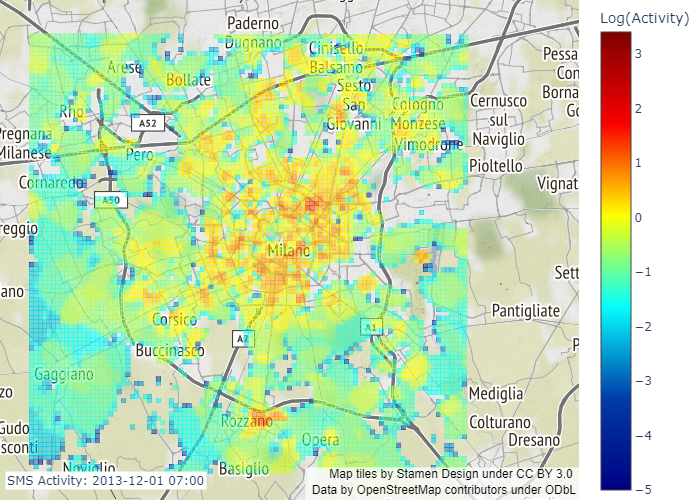 Log(Activity)
Paderno
Dugnano
Cinisello
Balsamo
Arese
Bollate
Sesto
San
Giovanni
Rho
A52
Cologno
Monzese
Vimodrone
Cernusco
sul
Naviglio
Pessa
Con
Borna
Go
Pregnana
Milanese
Pero
Pioltello
Cornaredo
A50
Vignat
reggio
Milano
Sett
ano
Pantigliate
Corsico
A1
A7
P
Buccinasco
Gaggiano
zo
Mediglia
Rozzano
Colturano
Gudo
sconti
Opera
Dresano
Noviglio
Basiglio
SMS Activity: 2013-12-01 07:00
Map tiles by Stamen Design under CC BY 3.0
Data by OpenStreetMap contributors under ODbL
3
2
1
0
−1
−2
−3
−4
−5